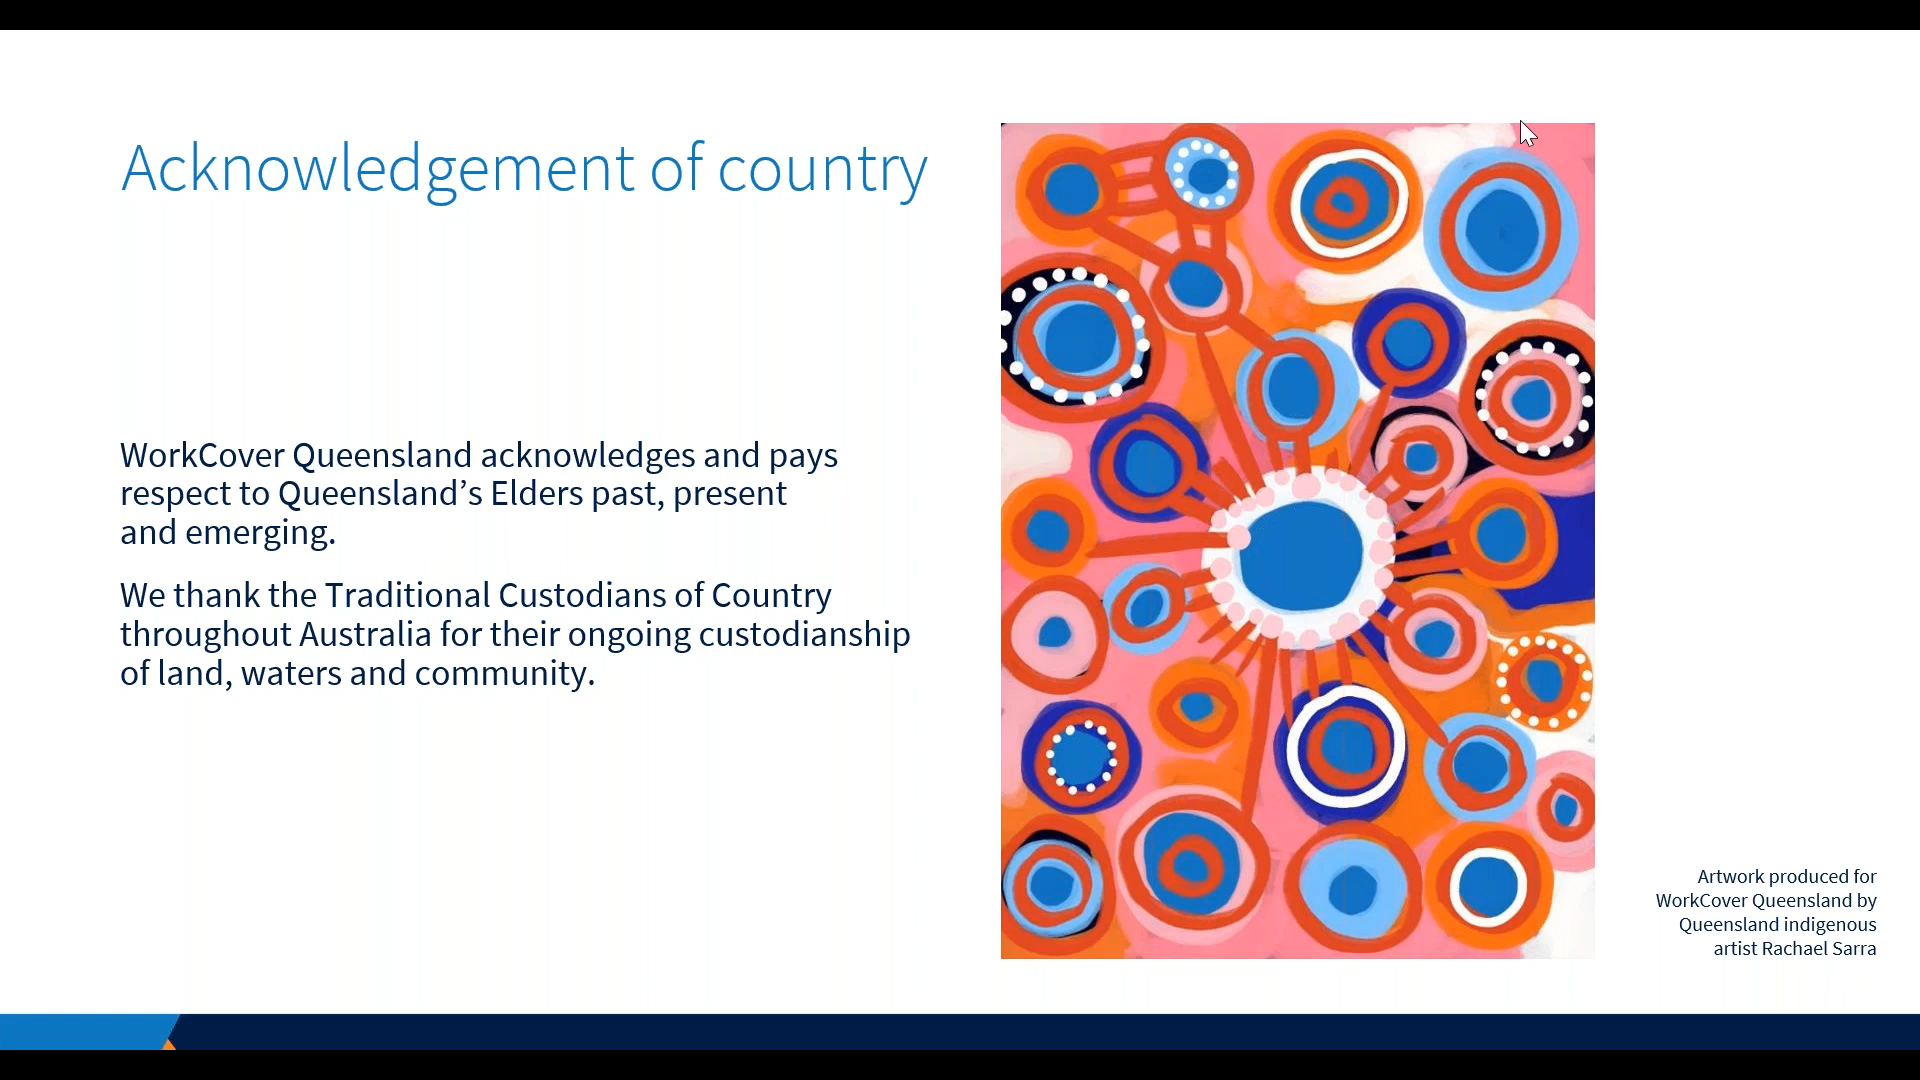 Acknowledgement of country
WorkCover Queensland acknowledges and pays
respect to Queensland’s Elders past, present
and emerging.
We thank the Traditional Custodians of Country
throughout Australia for their ongoing custodianship
of land, waters and community.
Artwork produced for
WorkCover Queensland by
Queensland indigenous
artist Rachael Sarra